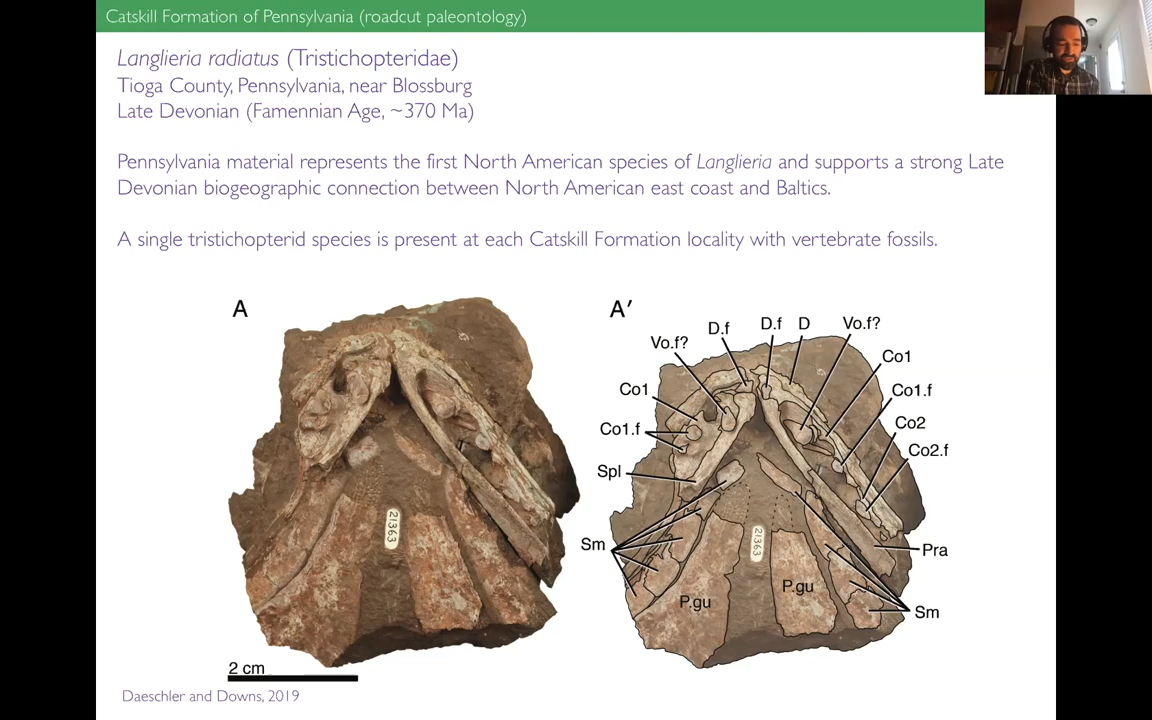 Catskill Formation of Pennsylvania (roadcut paleontology)
Langlieria radiatus (Tristichopteridae)
Tioga County, Pennsylvania, near Blossburg
Late Devonian (Famennian Age, ~370 Ma)
Pennsylvania material represents the first North American species of Langlieria and supports a strong Late
Devonian biogeographic connection between North American east coast and Baltics.
A single tristichopterid species is present at each Catskill Formation locality with vertebrate fossils.
A
21363
2 cm
A′
D.f
D.f
D
Vo.f?
Vo.f?
Co1
Co1
Co1.f
Co1.f
Co2
Co2.f
Spl
Sm
21363
Pra
P.gu
P.gu
Sm
Daeschler and Downs, 2019